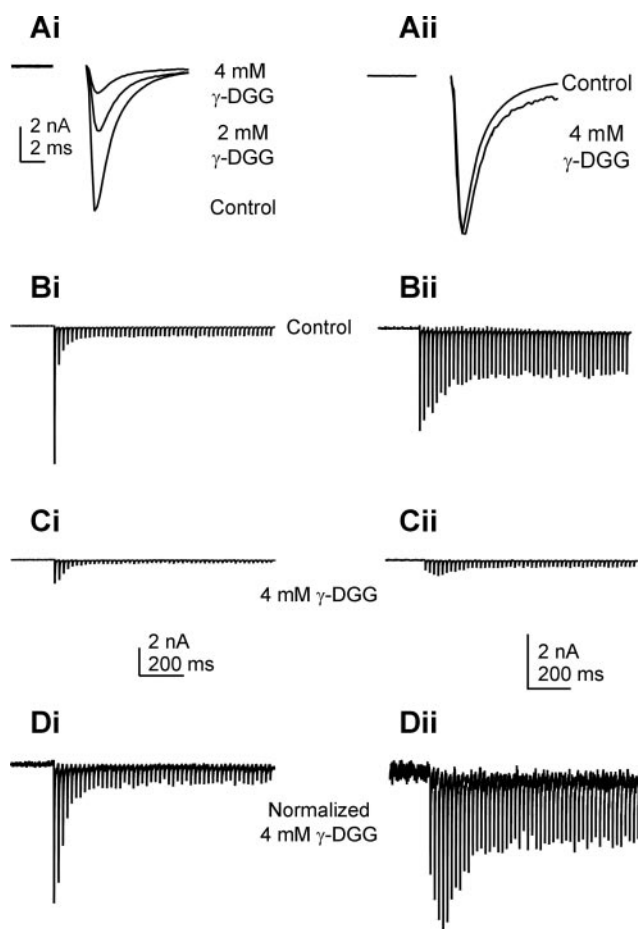 Ai
Aii
4 mM
γ-DGG
2 nA
2 ms
2 mM
γ-DGG
Control
Control
4 mM
γ-DGG
Bi
Bii
Control
Ci
Cii
4 mM γ-DGG
2 nA
200 ms
2 nA
200 ms
Di
Dii
Normalized
4 mM γ-DGG